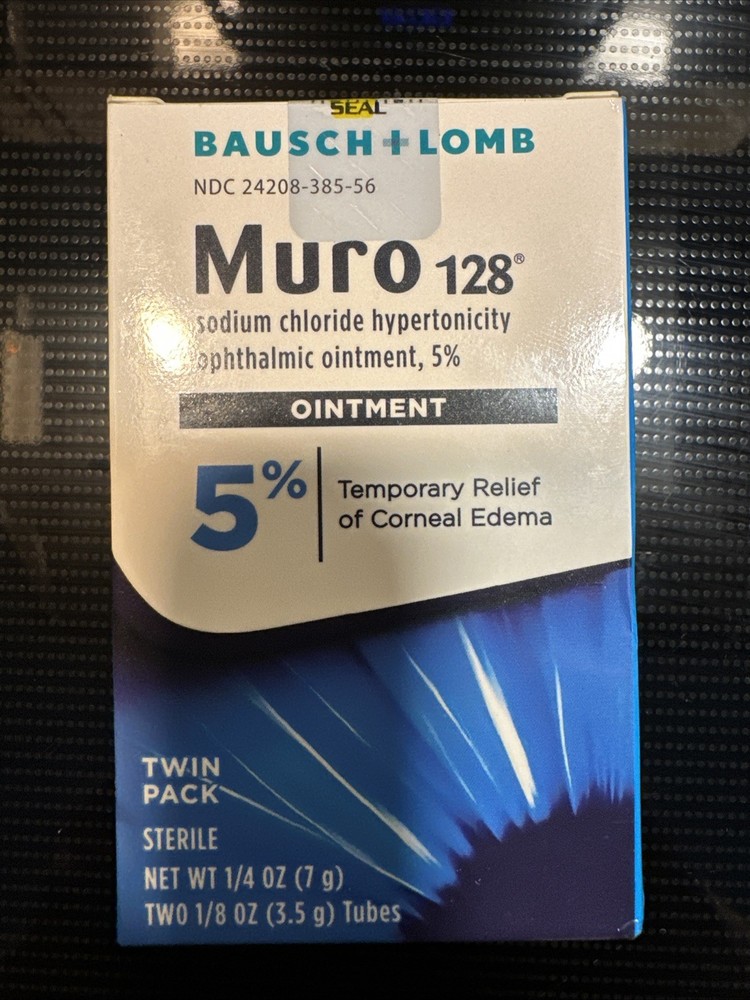 SEAL
BAUSCH + LOMB
NDC 24208-385-56
Muro 128®
sodium chloride hypertonicity
ophthalmic ointment, 5%
OINTMENT
5%
Temporary Relief
of Corneal Edema
TWIN
PACK
STERILE
NET WT 1/4 OZ (7 g)
TWO 1/8 OZ (3.5 g) Tubes